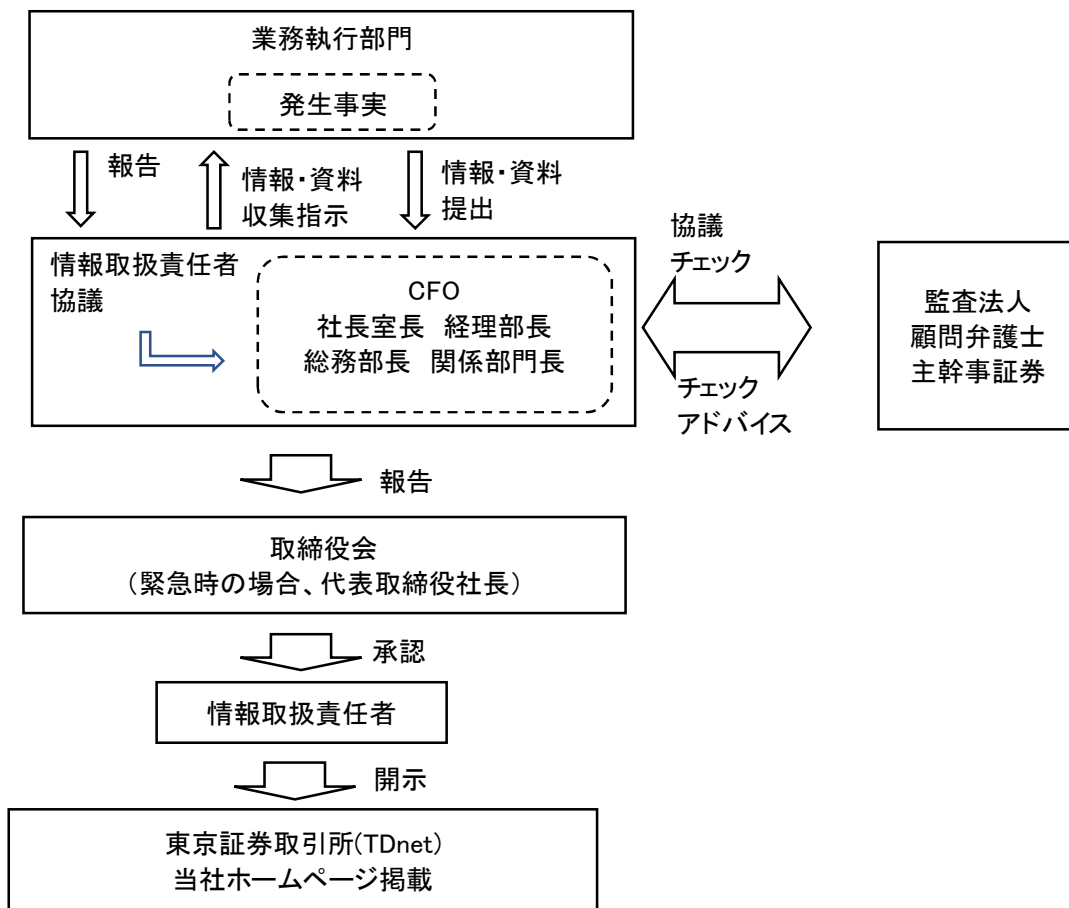 業務執行部門
発生事実
報告
情報・資料
収集指示
情報・資料
提出
情報取扱責任者
協議
CFO
社長室長 経理部長
総務部長 関係部門長
協議
チェック
チェック
アドバイス
監査法人
顧問弁護士
主幹事証券
報告
取締役会
（緊急時の場合、代表取締役社長）
承認
情報取扱責任者
開示
東京証券取引所(TDnet)
当社ホームページ掲載